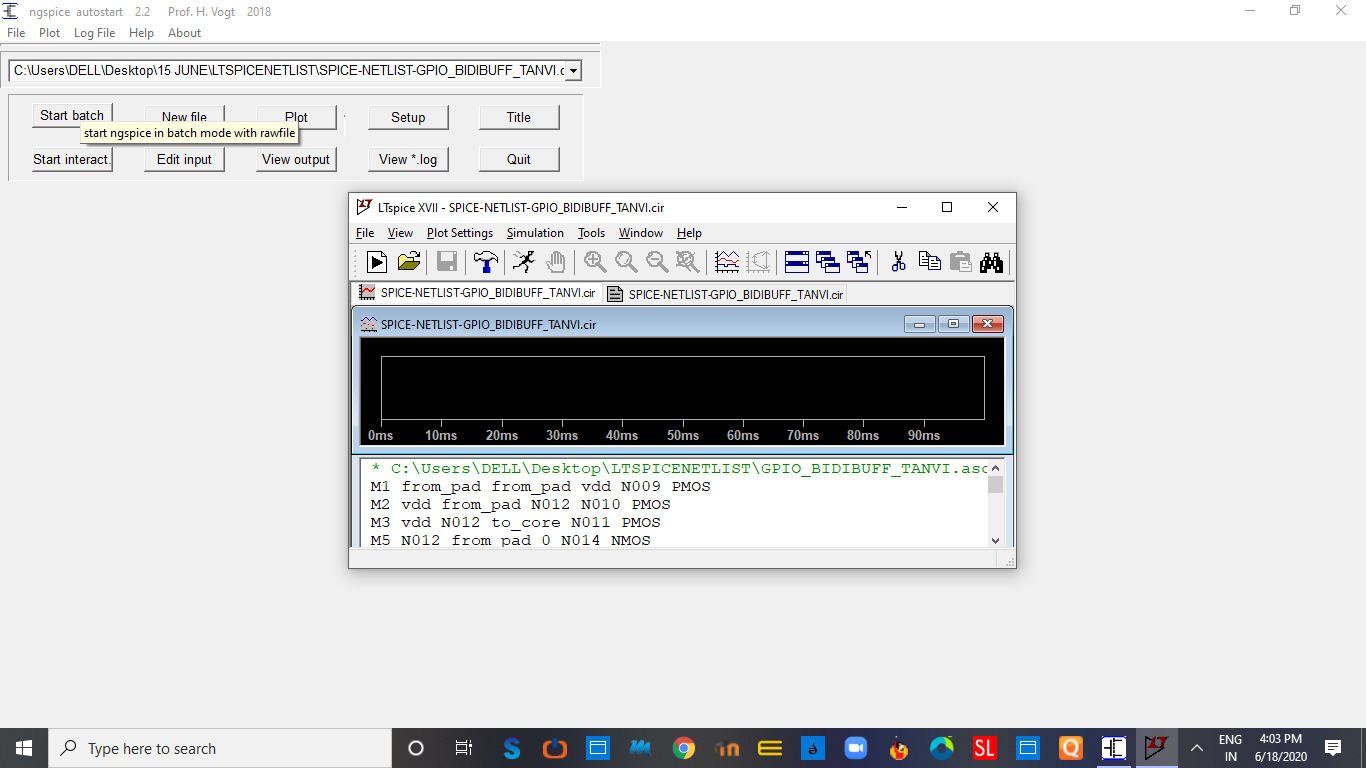 ngspice autostart 2.2 Prof. H. Vogt 2018
File Plot Log File Help About
C:\Users\DELL\Desktop\15 JUNE\LTSPICENETLIST\SPICE-NETLIST-GPIO_BIDIBUFF_TANVI.c
Start batch New file Plot Setup Title
start ngspice in batch mode with rawfile
Start interact. Edit input View output View *.log Quit
LTspice XVII - SPICE-NETLIST-GPIO_BIDIBUFF_TANVI.cir
File View Plot Settings Simulation Tools Window Help
SPICE-NETLIST-GPIO_BIDIBUFF_TANVI.cir SPICE-NETLIST-GPIO_BIDIBUFF_TANVI.cir
SPICE-NETLIST-GPIO_BIDIBUFF_TANVI.cir
0ms 10ms 20ms 30ms 40ms 50ms 60ms 70ms 80ms 90ms
* C:\Users\DELL\Desktop\LTSPICENETLIST\GPIO_BIDIBUFF_TANVI.asc
M1 from_pad from_pad vdd N009 PMOS
M2 vdd from_pad N012 N010 PMOS
M3 vdd N012 to_core N011 PMOS
M5 N012 from_pad 0 N014 NMOS
Type here to search
SL
ENG 4:03 PM
IN 6/18/2020